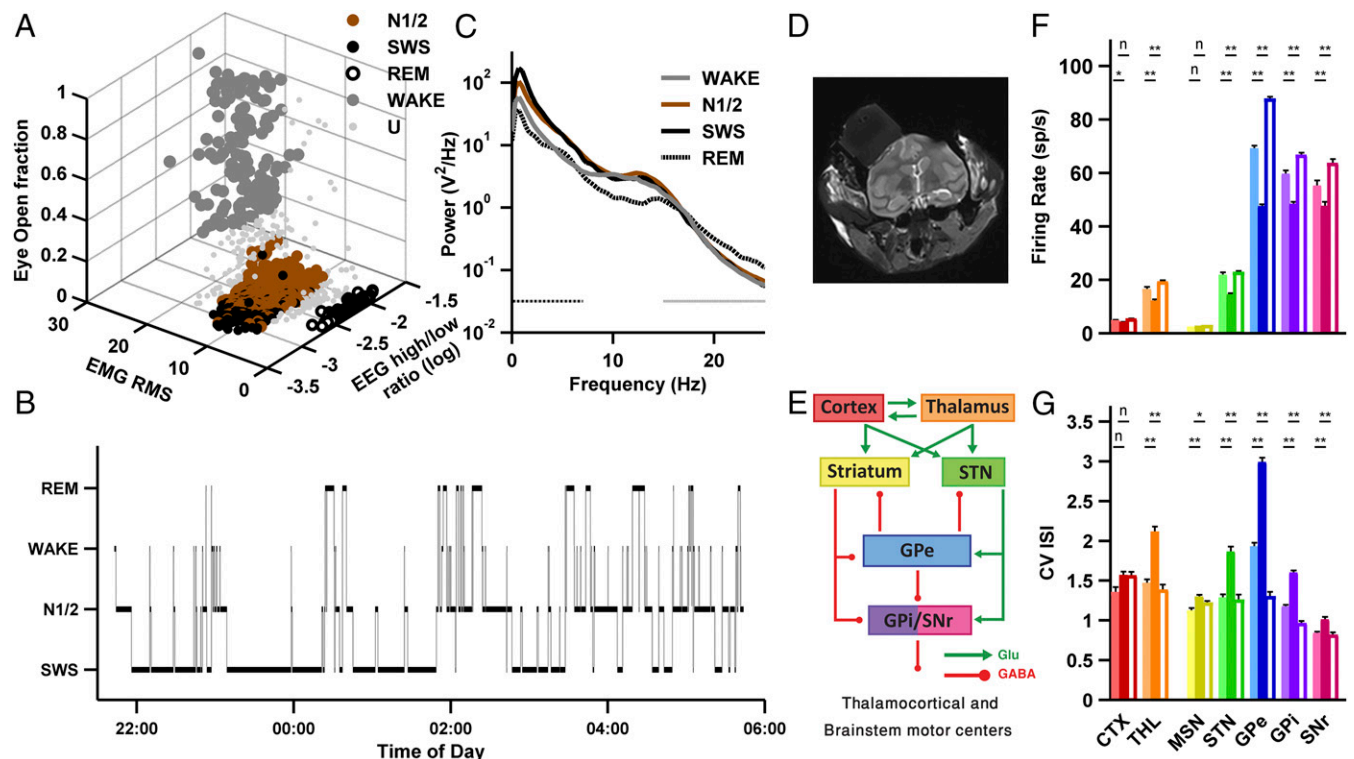 A
N1/2
SWS
REM
WAKE
U
Eye Open fraction
1
0.8
0.6
0.4
0.2
0
30
20
10
0
EMG RMS
-3.5
-3
-2.5
-2
-1.5
EEG high/low
ratio (log)
C
WAKE
N1/2
SWS
REM
Power (V²/Hz)
10²
10¹
10⁰
10⁻¹
10⁻²
0
10
20
Frequency (Hz)
D
B
REM
WAKE
N1/2
SWS
22:00
00:00
02:00
04:00
06:00
Time of Day
E
Cortex
Thalamus
Striatum
STN
GPe
GPi/SNr
Glu
GABA
Thalamocortical and
Brainstem motor centers
F
n ** n ** ** ** **
* ** n ** ** ** **
Firing Rate (sp/s)
100
80
60
40
20
0
G
n ** * ** ** ** **
n ** ** ** ** ** **
CV ISI
3.5
3
2.5
2
1.5
1
0.5
0
CTX
THL
MSN
STN
GPe
GPi
SNr